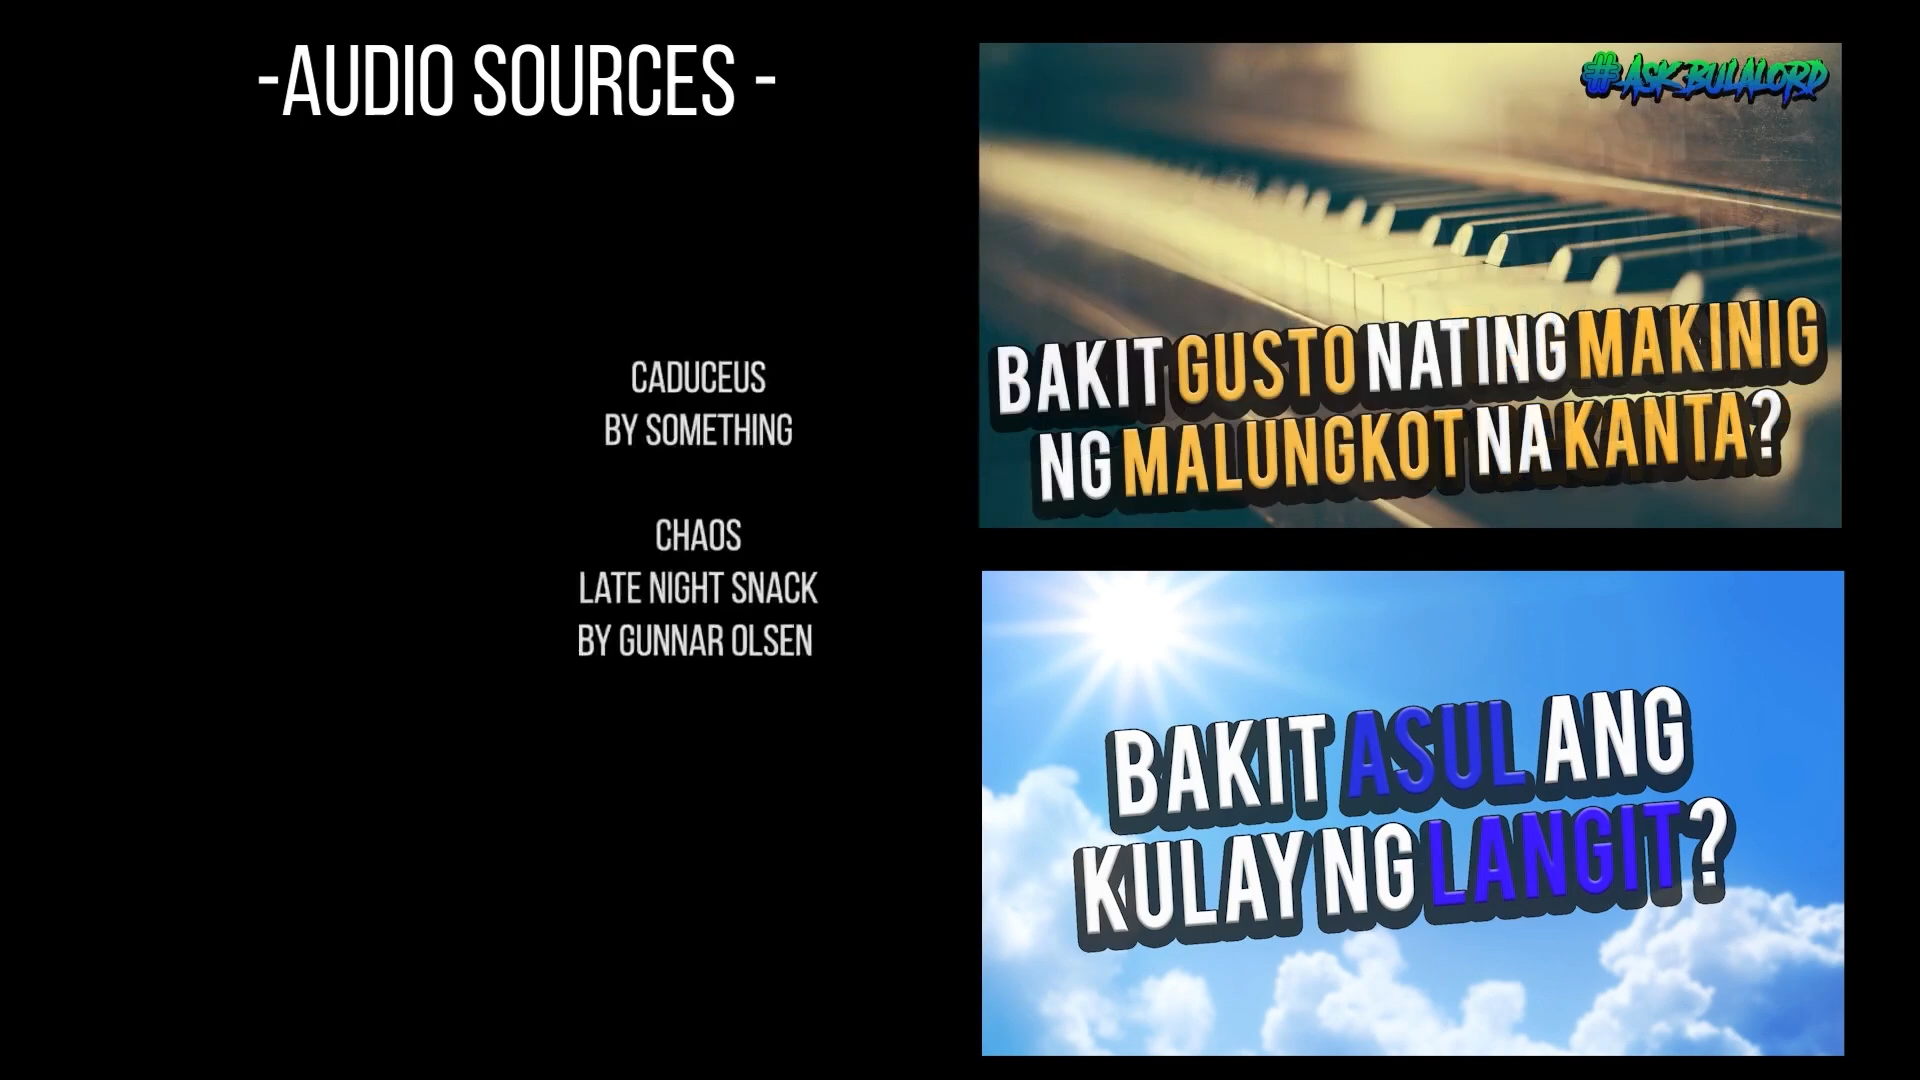 -AUDIO SOURCES -
CADUCEUS
BY SOMETHING
CHAOS
LATE NIGHT SNACK
BY GUNNAR OLSEN
#ASKBULALORD
BAKIT GUSTO NATING MAKINIG
NG MALUNGKOT NA KANTA?
BAKIT ASUL ANG
KULAY NG LANGIT?